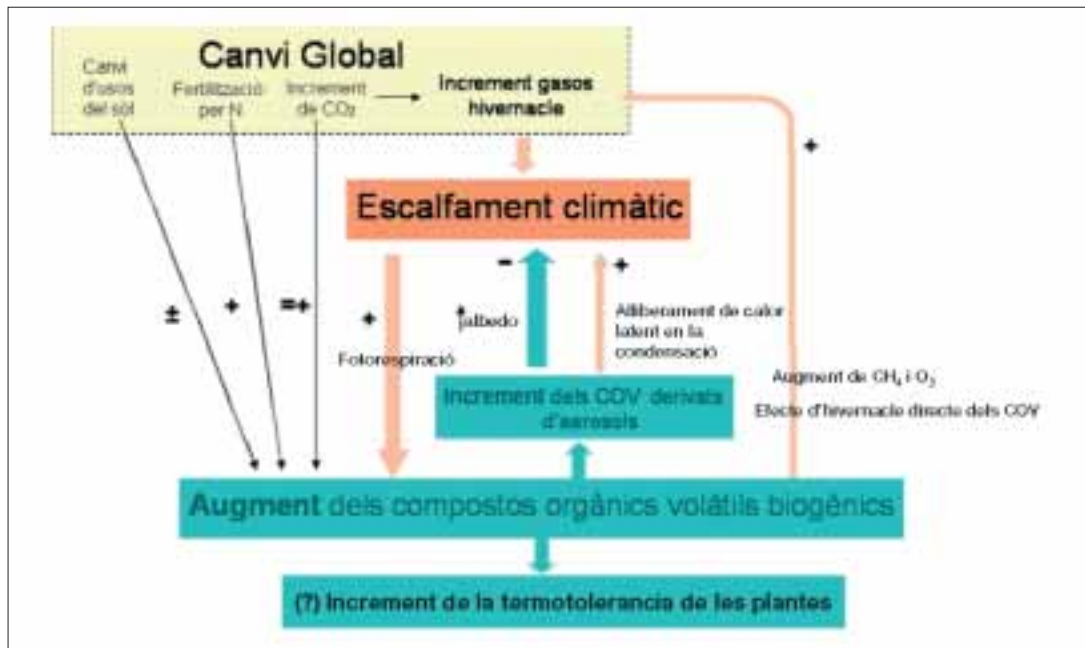 Canvi Global
Canvi
d'usos
del sòl
Fertilització
per N
Increment
de CO₂
Increment gasos
hivernacle
+
Escalfament climàtic
-
+
±
+
=+
+
Fotorespiració
albedo
Alliberament de calor
latent en la
condensació
Augment de CH₄ i O₃
Efecte d'hivernacle directe dels COV
Increment dels COV derivats
d'aerosols
Augment dels compostos orgànics volàtils biogènics
(?) Increment de la termotolerancia de les plantes